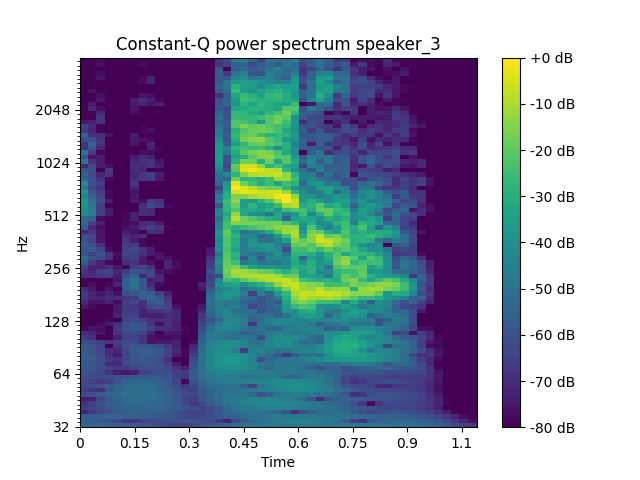 Constant-Q power spectrum speaker_3
Hz
2048
1024
512
256
128
64
32
0
0.15
0.3
0.45
0.6
0.75
0.9
1.1
Time
+0 dB
-10 dB
-20 dB
-30 dB
-40 dB
-50 dB
-60 dB
-70 dB
-80 dB